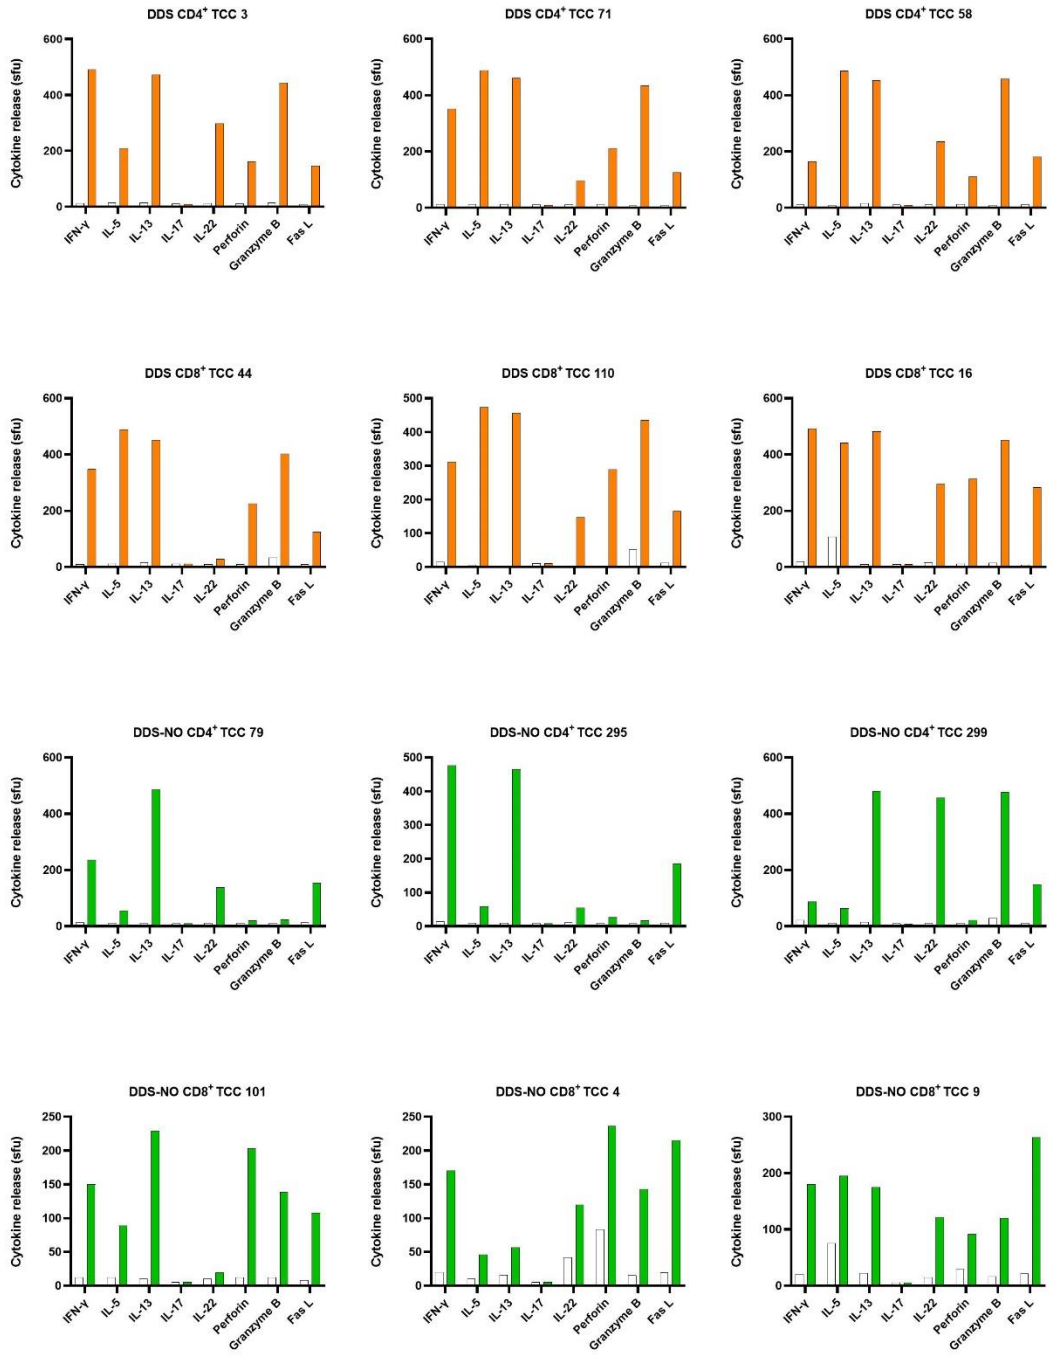 DDS CD4+ TCC 3
Cytokine release (sfu)
600
400
200
0
IFN-γ
IL-5
IL-13
IL-17
IL-22
Perforin
Granzyme B
Fas L
DDS CD4+ TCC 71
Cytokine release (sfu)
600
400
200
0
IFN-γ
IL-5
IL-13
IL-17
IL-22
Perforin
Granzyme B
Fas L
DDS CD4+ TCC 58
Cytokine release (sfu)
600
400
200
0
IFN-γ
IL-5
IL-13
IL-17
IL-22
Perforin
Granzyme B
Fas L
DDS CD8+ TCC 44
Cytokine release (sfu)
600
400
200
0
IFN-γ
IL-5
IL-13
IL-17
IL-22
Perforin
Granzyme B
Fas L
DDS CD8+ TCC 110
Cytokine release (sfu)
500
400
300
200
100
0
IFN-γ
IL-5
IL-13
IL-17
IL-22
Perforin
Granzyme B
Fas L
DDS CD8+ TCC 16
Cytokine release (sfu)
600
400
200
0
IFN-γ
IL-5
IL-13
IL-17
IL-22
Perforin
Granzyme B
Fas L
DDS-NO CD4+ TCC 79
Cytokine release (sfu)
600
400
200
0
IFN-γ
IL-5
IL-13
IL-17
IL-22
Perforin
Granzyme B
Fas L
DDS-NO CD4+ TCC 295
Cytokine release (sfu)
500
400
300
200
100
0
IFN-γ
IL-5
IL-13
IL-17
IL-22
Perforin
Granzyme B
Fas L
DDS-NO CD4+ TCC 299
Cytokine release (sfu)
600
400
200
0
IFN-γ
IL-5
IL-13
IL-17
IL-22
Perforin
Granzyme B
Fas L
DDS-NO CD8+ TCC 101
Cytokine release (sfu)
250
200
150
100
50
0
IFN-γ
IL-5
IL-13
IL-17
IL-22
Perforin
Granzyme B
Fas L
DDS-NO CD8+ TCC 4
Cytokine release (sfu)
250
200
150
100
50
0
IFN-γ
IL-5
IL-13
IL-17
IL-22
Perforin
Granzyme B
Fas L
DDS-NO CD8+ TCC 9
Cytokine release (sfu)
300
200
100
0
IFN-γ
IL-5
IL-13
IL-17
IL-22
Perforin
Granzyme B
Fas L